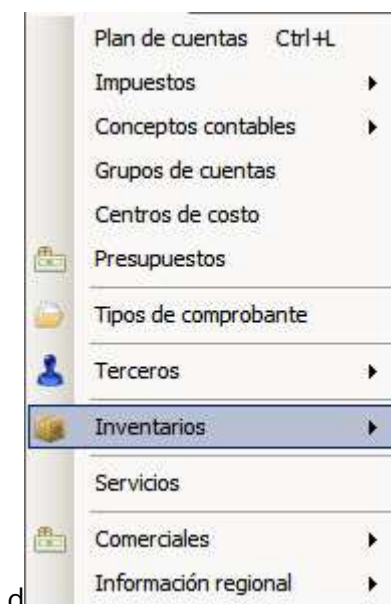 Plan de cuentas Ctrl+L
Impuestos
Conceptos contables
Grupos de cuentas
Centros de costo
Presupuestos
Tipos de comprobante
Terceros
Inventarios
Servicios
Comerciales
Información regional
d